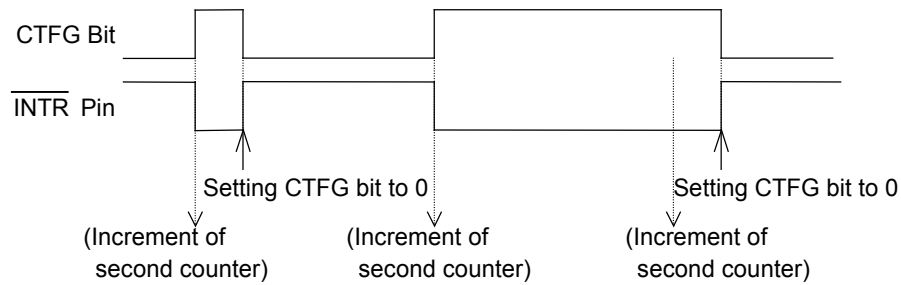 CTFG Bit
INTR Pin
Setting CTFG bit to 0
Setting CTFG bit to 0
(Increment of
second counter)
(Increment of
second counter)
(Increment of
second counter)